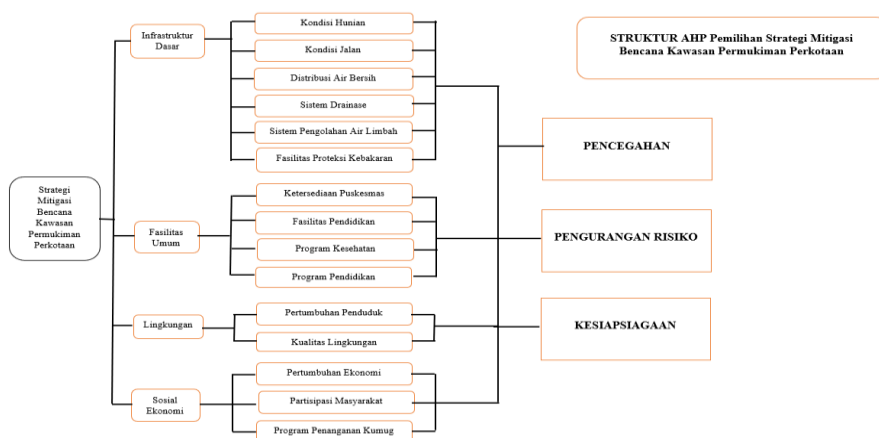 STRUKTUR AHP Pemilihan Strategi Mitigasi
Bencana Kawasan Permukiman Perkotaan
Strategi
Mitigasi
Bencana
Kawasan
Permukiman
Perkotaan
Infrastruktur
Dasar
Kondisi Hunian
Kondisi Jalan
Distribusi Air Bersih
Sistem Drainase
Sistem Pengolahan Air Limbah
Fasilitas Proteksi Kebakaran
Fasilitas
Umum
Ketersediaan Puskesmas
Fasilitas Pendidikan
Program Kesehatan
Program Pendidikan
Lingkungan
Pertumbuhan Penduduk
Kualitas Lingkungan
Sosial
Ekonomi
Pertumbuhan Ekonomi
Partisipasi Masyarakat
Program Penanganan Kumug
PENCEGAHAN
PENGURANGAN RISIKO
KESIAPSIAGAAN